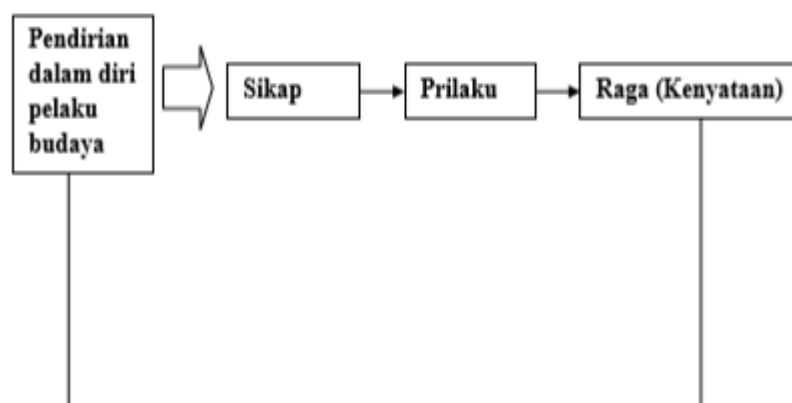 Pendirian
dalam diri
pelaku
budaya
Sikap
Prilaku
Raga (Kenyataan)